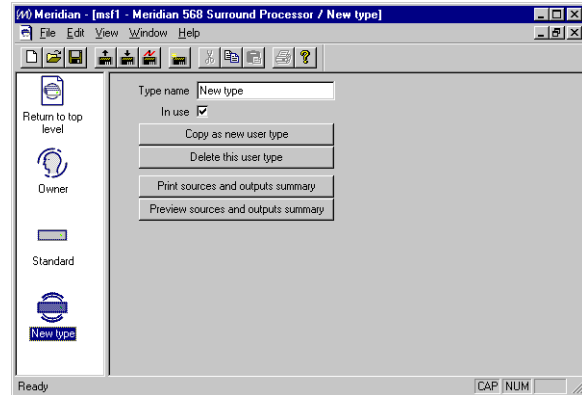 Meridian - [msf1 - Meridian 568 Surround Processor / New type]
File Edit View Window Help
Return to top
level
Owner
Standard
New type
Type name New type
In use
Copy as new user type
Delete this user type
Print sources and outputs summary
Preview sources and outputs summary
Ready CAP NUM